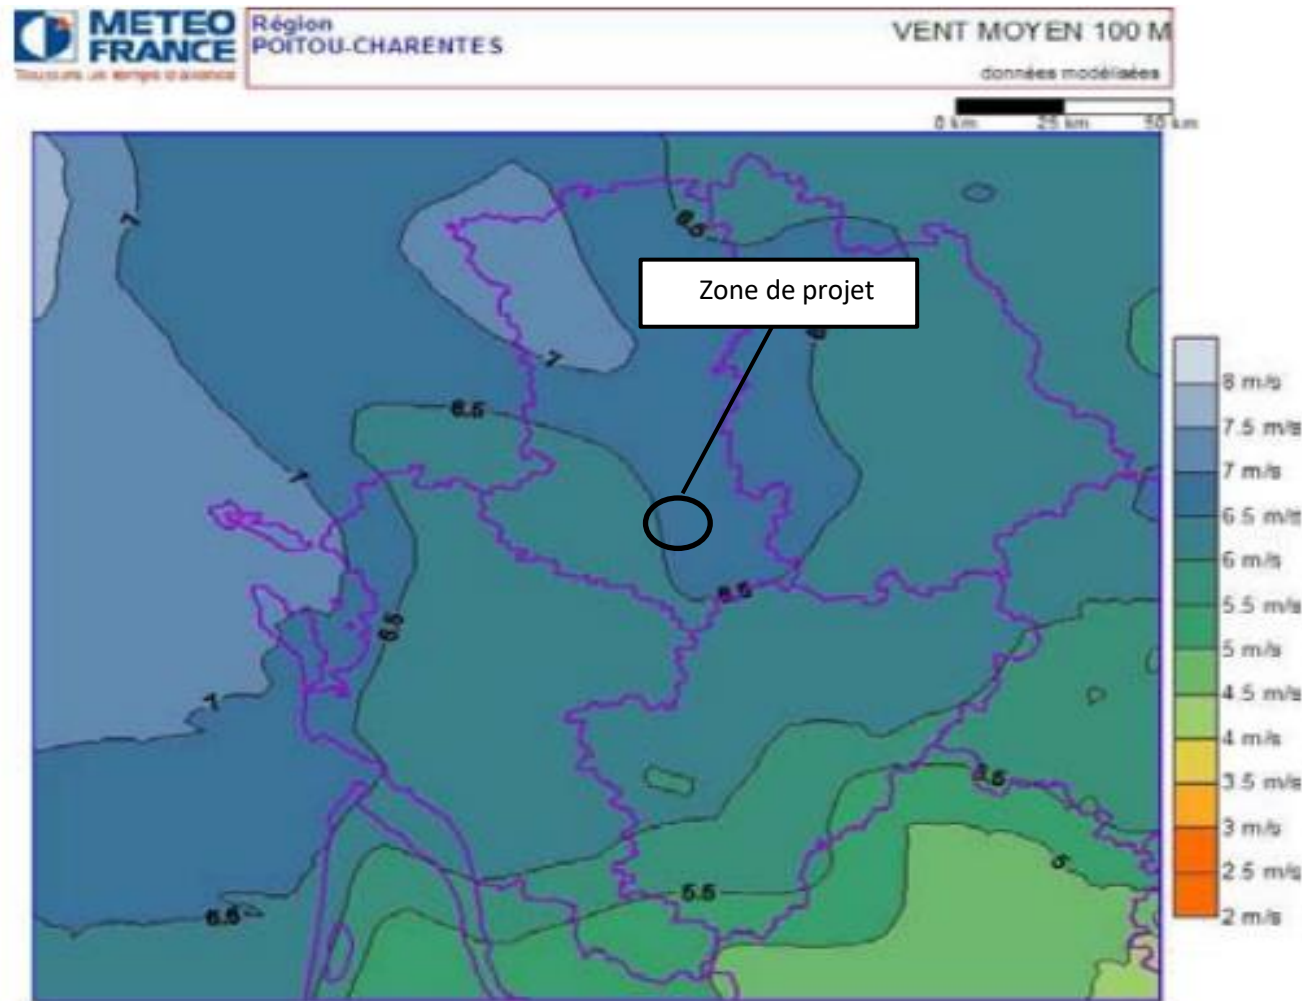 METEO
FRANCE
Toujours un temps d'avance
Région
POITOU-CHARENTES
VENT MOYEN 100 M
données modélisées
0 km 25 km 50 km
7
6.5
Zone de projet
7
6.5
7
6.5
6.5
7
5.5
5
5.5
6.5
8 m/s
7.5 m/s
7 m/s
6.5 m/s
6 m/s
5.5 m/s
5 m/s
4.5 m/s
4 m/s
3.5 m/s
3 m/s
2.5 m/s
2 m/s